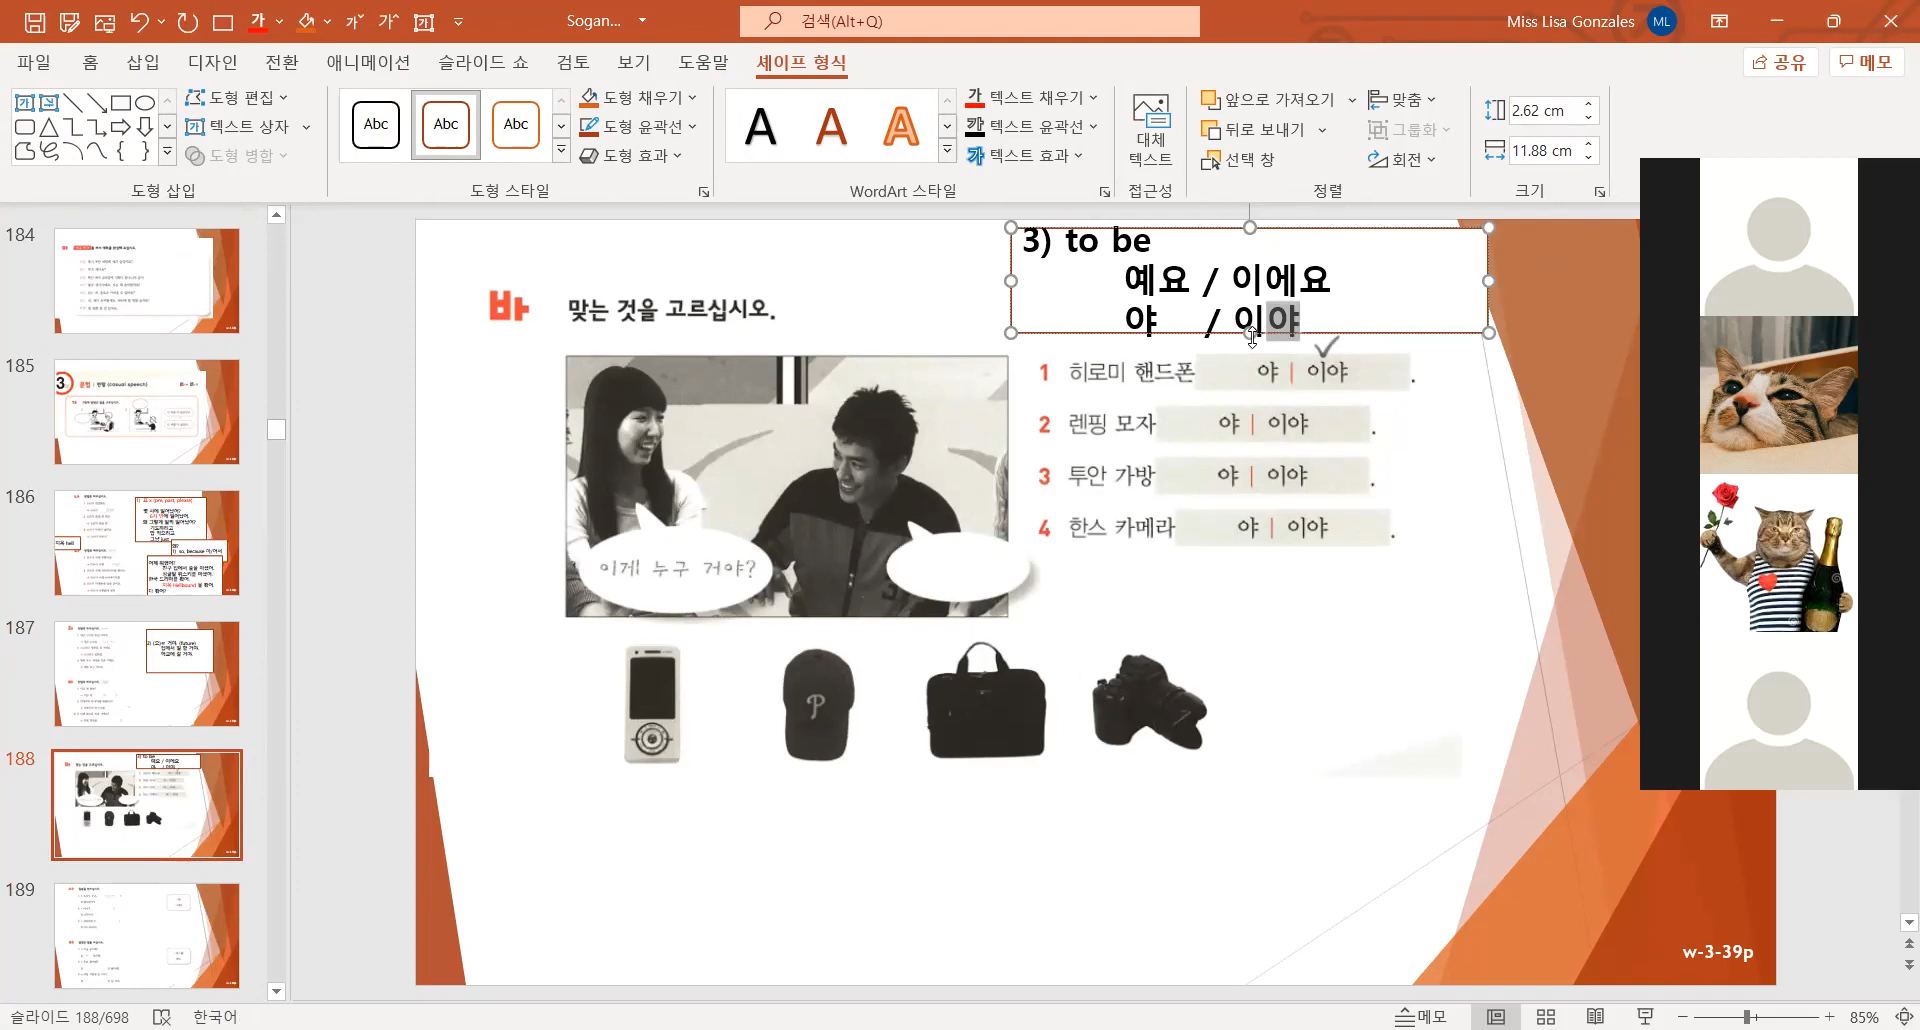 Sogan...
검색(Alt+Q)
Miss Lisa Gonzales
ML
파일 홈 삽입 디자인 전환 애니메이션 슬라이드 쇼 검토 보기 도움말 셰이프 형식
공유
메모
도형 편집
텍스트 상자
도형 병합
도형 삽입
Abc Abc Abc
도형 채우기
도형 윤곽선
도형 효과
도형 스타일
A A A
텍스트 채우기
텍스트 윤곽선
텍스트 효과
WordArt 스타일
대체
텍스트
접근성
앞으로 가져오기
뒤로 보내기
선택 창
맞춤
그룹화
회전
정렬
2.62 cm
11.88 cm
크기
184
185
186
187
188
189
3) to be
예요 / 이에요
야 / 이야
바 맞는 것을 고르십시오.
1 히로미 핸드폰 야 | 이야 .
2 렌핑 모자 야 | 이야 .
3 투안 가방 야 | 이야 .
4 한스 카메라 야 | 이야 .
이게 누구 거야?
P
w-3-39p
슬라이드 188/698
한국어
메모
85%